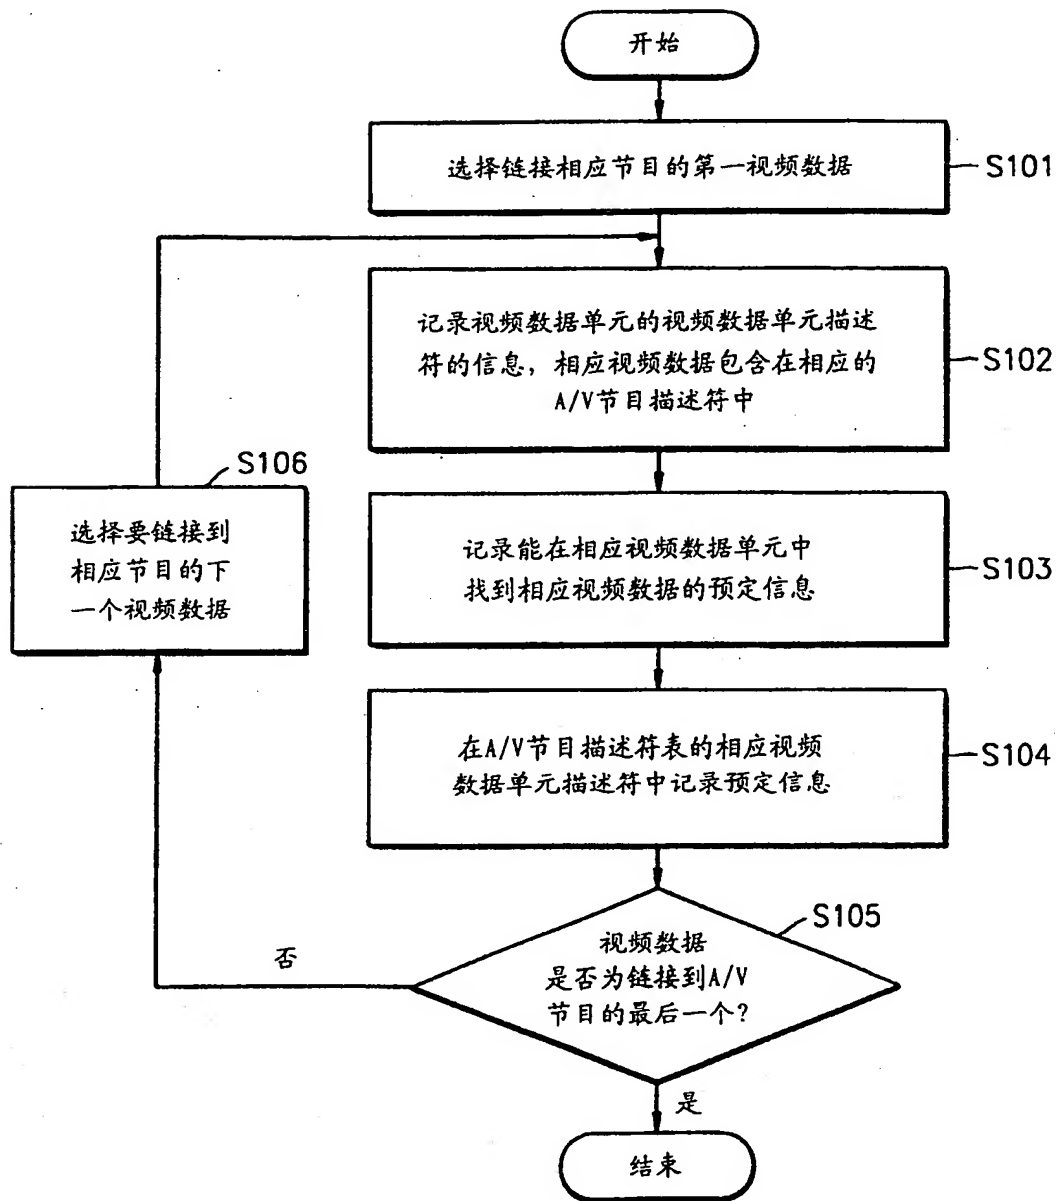 开始
选择链接相应节目的第一视频数据
S101
记录视频数据单元的视频数据单元描述
符的信息，相应视频数据包含在相应的
A/V节目描述符中
S102
S106
选择要链接到
相应节目的下
一个视频数据
记录能在相应视频数据单元中
找到相应视频数据的预定信息
S103
在A/V节目描述符表的相应视频
数据单元描述符中记录预定信息
S104
S105
视频数据
是否为链接到A/V
节目的最后一个?
否
是
结束